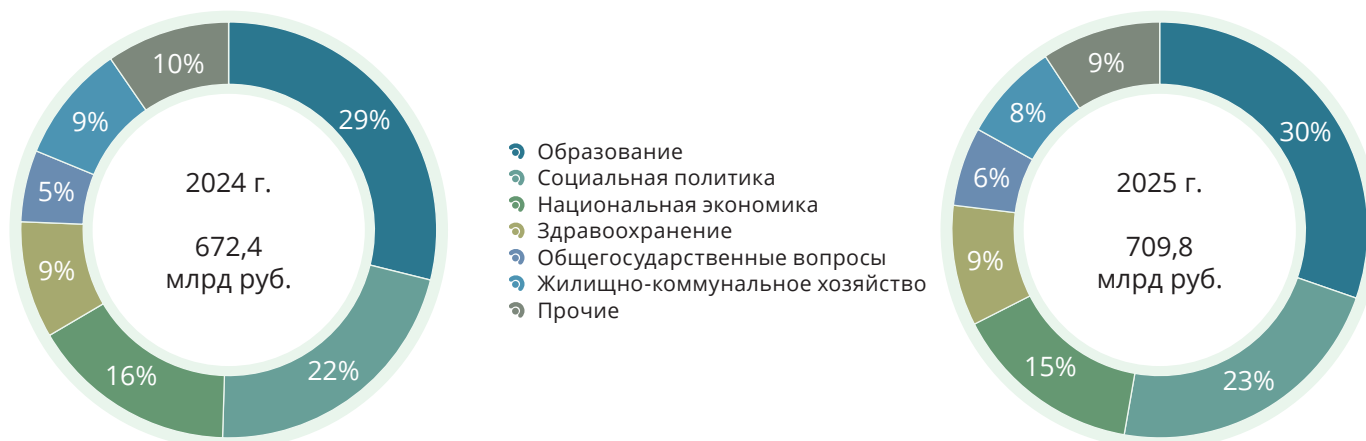 10%
29%
9%
5%
9%
16%
22%
2024 г.
672,4
млрд руб.
Образование
Социальная политика
Национальная экономика
Здравоохранение
Общегосударственные вопросы
Жилищно-коммунальное хозяйство
Прочие
9%
30%
8%
6%
9%
15%
23%
2025 г.
709,8
млрд руб.